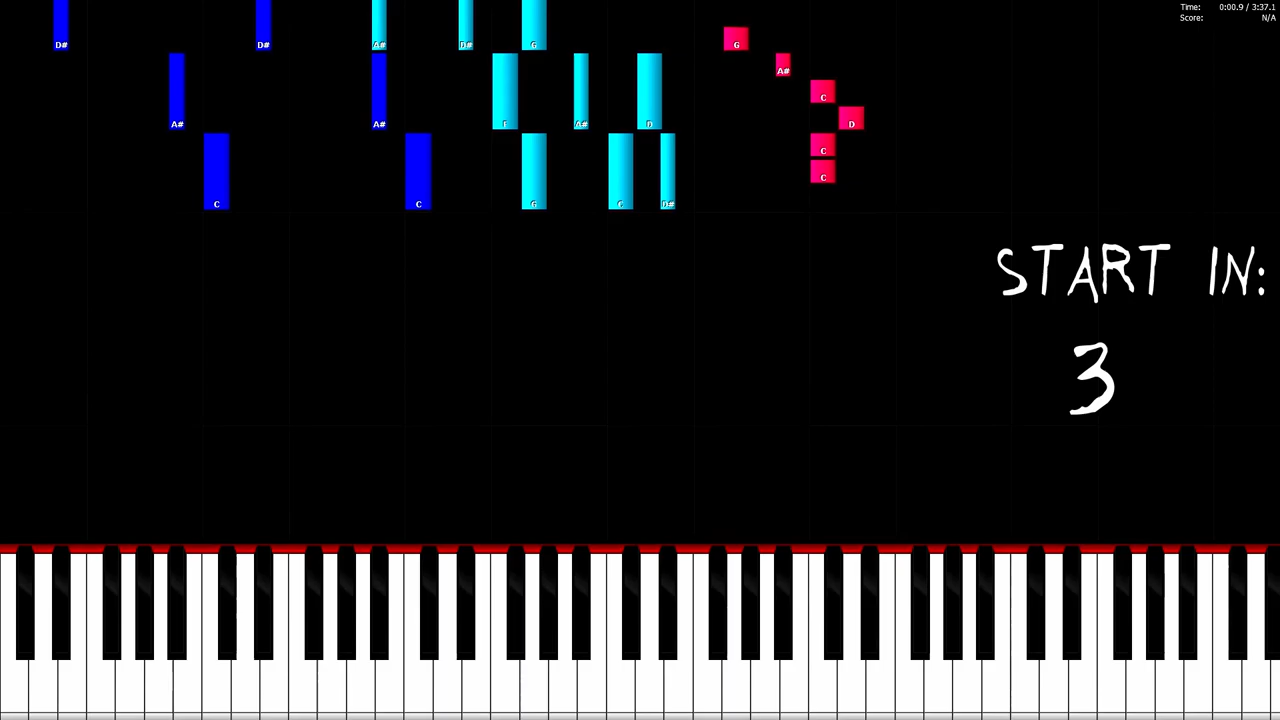 Time: 0:00.9 / 3:37.1
Score: N/A
D# D# A# D# G
G
A# A# F A# D
A#
C
D
C C G C D#
C
C
START IN:
3